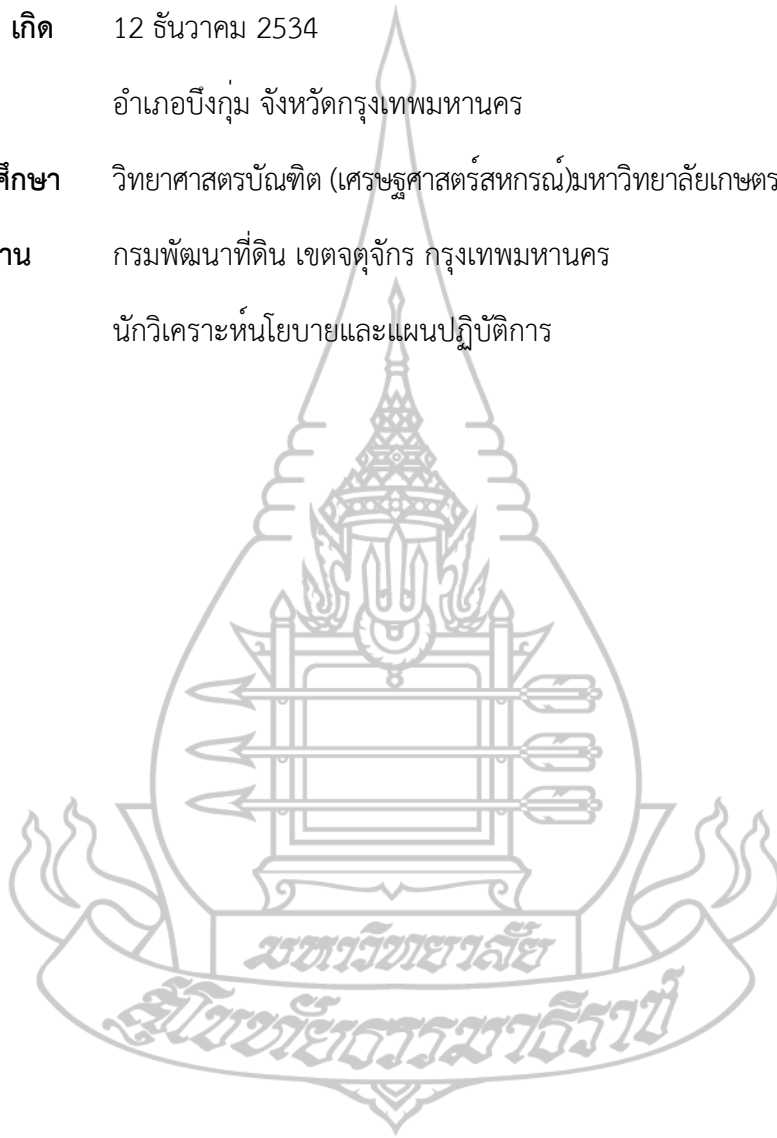 เกิด 12 ธันวาคม 2534
อำเภอบึงกุ่ม จังหวัดกรุงเทพมหานคร
ศึกษา วิทยาศาสตรบัณฑิต (เศรษฐศาสตร์สหกรณ์)มหาวิทยาลัยเกษตร
าน กรมพัฒนาที่ดิน เขตจตุจักร กรุงเทพมหานคร
นักวิเคราะห์นโยบายและแผนปฏิบัติการ
มหาวิทยาลัย
สุโขทัยธรรมาธิราช